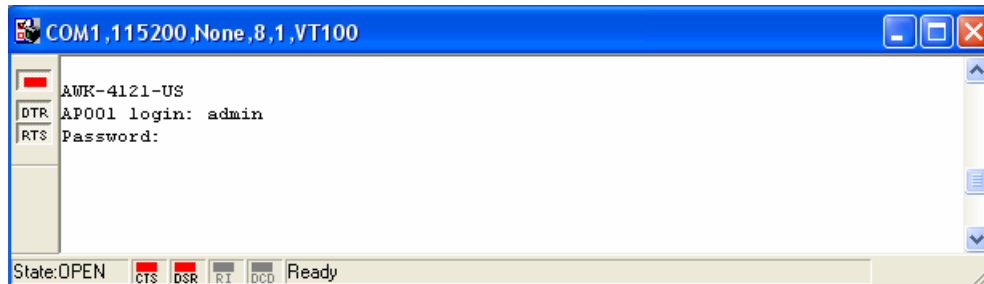 COM1,115200,None,8,1,VT100
AWK-4121-US
DTR
AP001 login: admin
RTS
Password:
State:OPEN
CTS
DSR
RI
DCD
Ready